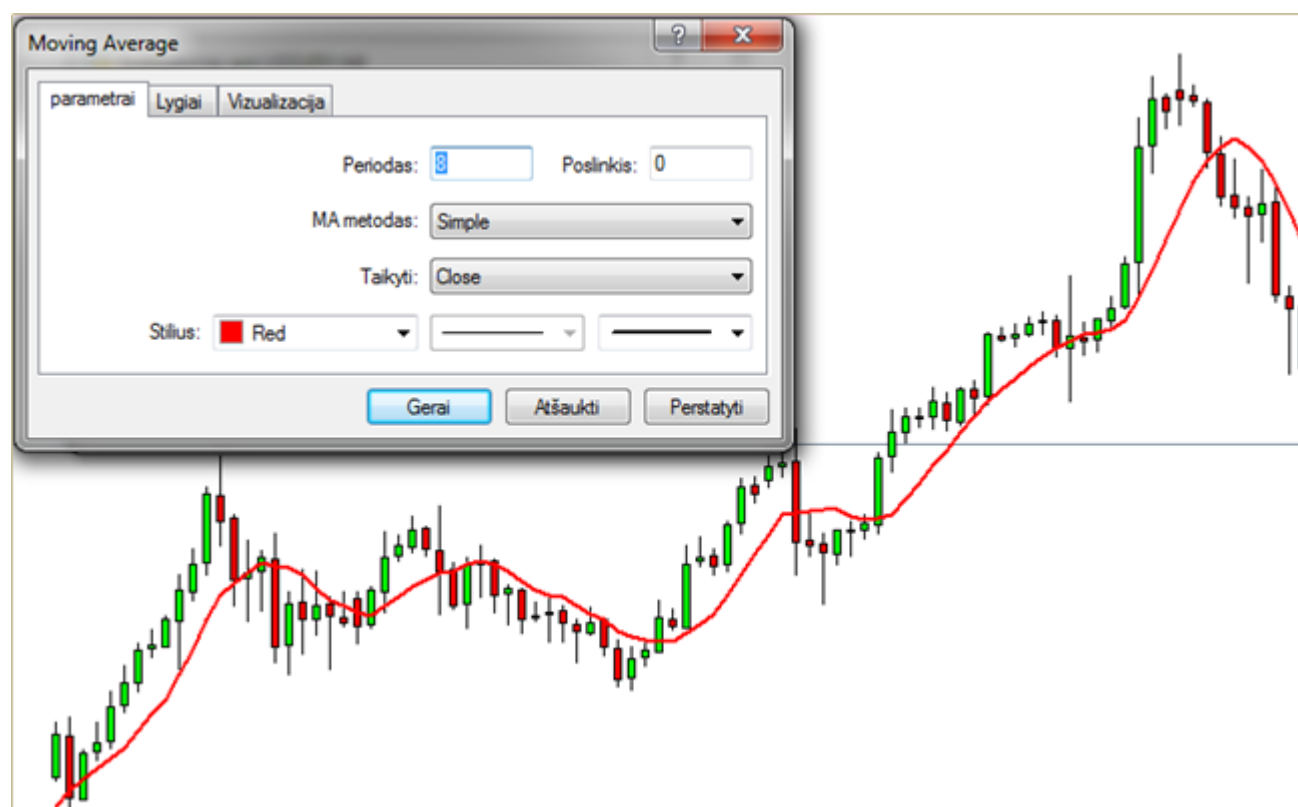 Moving Average
parametrai Lygiai Vizualizacija
Periodas: 8 Poslinkis: 0
MA metodas: Simple
Taikyti: Close
Stilius: Red
Gerai Atšaukti Perstatyti